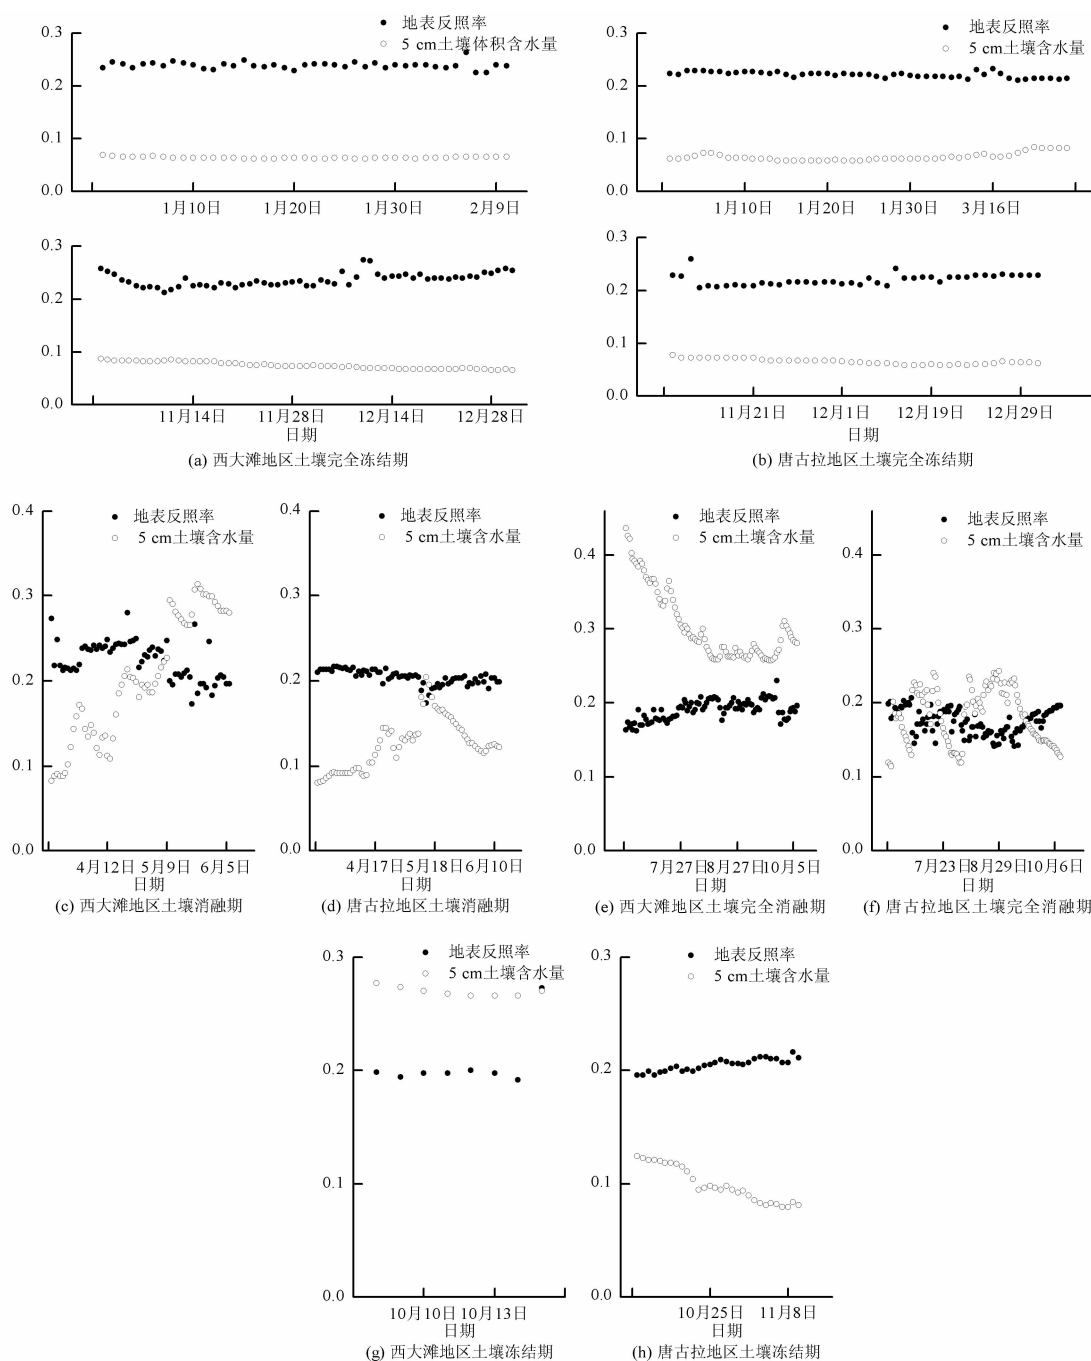 地表反照率
5 cm土壤体积含水量
0.3
0.2
0.1
0.0
1月10日 1月20日 1月30日 2月9日
0.3
0.2
0.1
0.0
11月14日 11月28日 12月14日 12月28日
日期
(a) 西大滩地区土壤完全冻结期
地表反照率
5 cm土壤含水量
0.3
0.2
0.1
0.0
1月10日 1月20日 1月30日 3月16日
0.3
0.2
0.1
0.0
11月21日 12月1日 12月19日 12月29日
日期
(b) 唐古拉地区土壤完全冻结期
地表反照率
5 cm土壤含水量
0.4
0.3
0.2
0.1
0.0
4月12日 5月9日 6月5日
日期
(c) 西大滩地区土壤消融期
地表反照率
5 cm土壤含水量
0.4
0.3
0.2
0.1
0.0
4月17日 5月18日 6月10日
日期
(d) 唐古拉地区土壤消融期
地表反照率
5 cm土壤含水量
0.4
0.3
0.2
0.1
0.0
7月27日 8月27日 10月5日
日期
(e) 西大滩地区土壤完全消融期
地表反照率
5 cm土壤含水量
0.4
0.3
0.2
0.1
0.0
7月23日 8月29日 10月6日
日期
(f) 唐古拉地区土壤完全消融期
地表反照率
5 cm土壤含水量
0.3
0.2
0.1
0.0
10月10日 10月13日
日期
(g) 西大滩地区土壤冻结期
地表反照率
5 cm土壤含水量
0.3
0.2
0.1
0.0
10月25日 11月8日
日期
(h) 唐古拉地区土壤冻结期